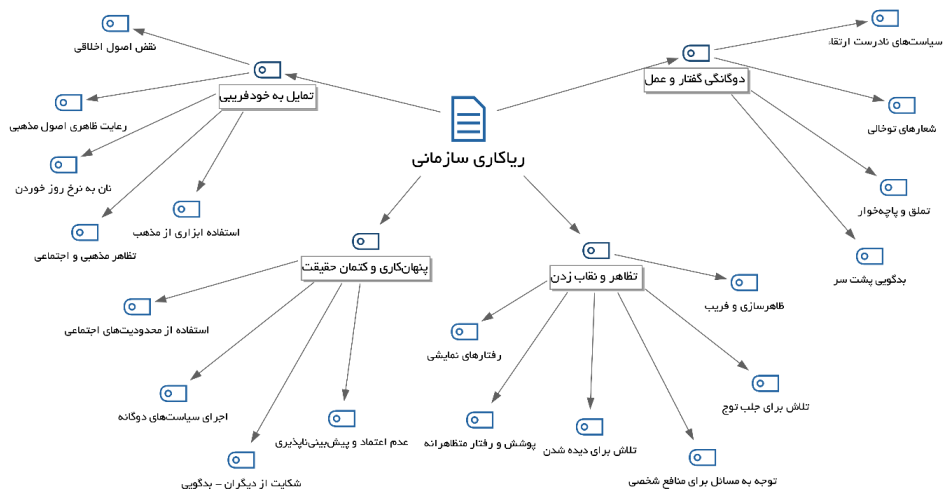 ریاکاری سازمانی
دوگانگی گفتار و عمل
سیاست‌های نادرست ارتقاء
شعارهای توخالی
تملق و پاچه‌خوار
بدگویی پشت سر
تظاهر و نقاب زدن
ظاهرسازی و فریب
تلاش برای جلب توج
توجه به مسائل برای منافع شخصی
تلاش برای دیده شدن
پوشش و رفتار متظاهرانه
رفتارهای نمایشی
پنهان‌کاری و کتمان حقیقت
عدم اعتماد و پیش‌بینی‌ناپذیری
شکایت از دیگران – بدگویی
اجرای سیاست‌های دوگانه
استفاده از محدودیت‌های اجتماعی
تمایل به خودفریبی
نقض اصول اخلاقی
رعایت ظاهری اصول مذهبی
نان به نرخ روز خوردن
تظاهر مذهبی و اجتماعی
استفاده ابزاری از مذهب